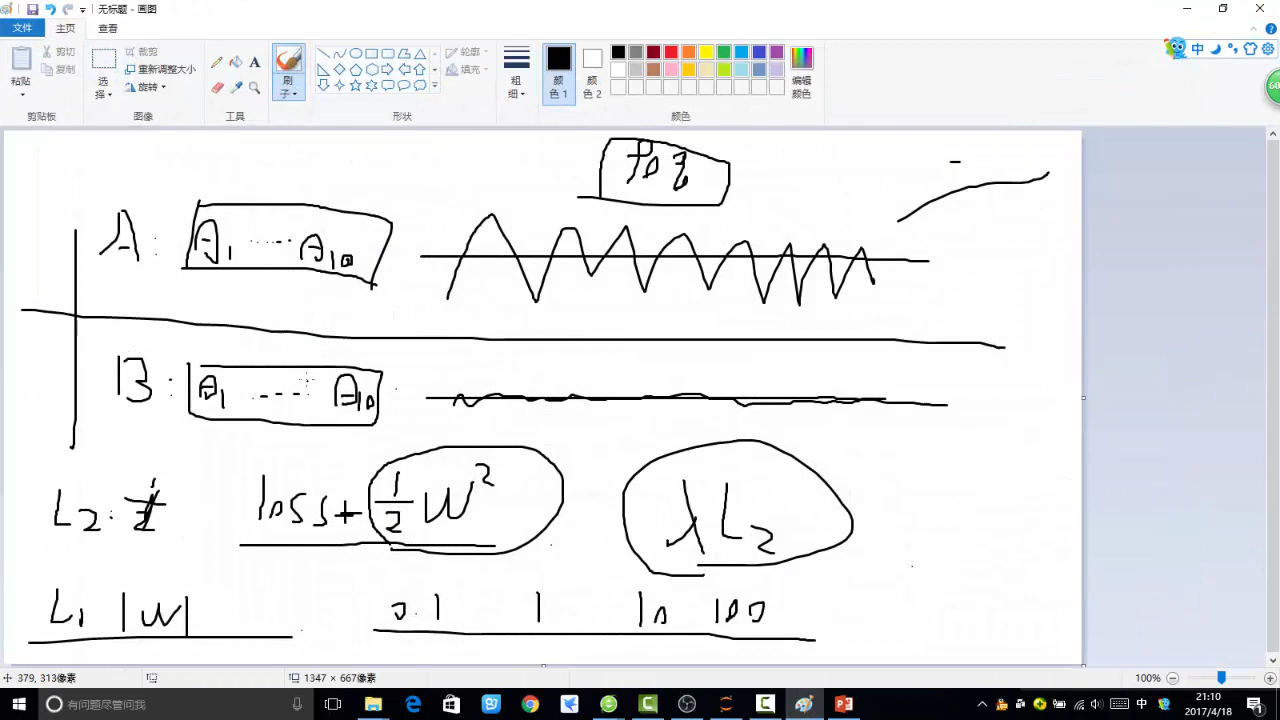 无标题 - 画图
文件 主页 查看
粘贴
剪切
复制
剪贴板
选择
裁剪
重新调整大小
旋转
图像
A
工具
刷子
轮廓
填充
形状
粗细
颜色 1
颜色 2
编辑颜色
颜色
中
60
A: θ1 ······ θ10
B: θ1 ---- θ10
L2: loss + 1/2 W² λL2
L1 |W| 0.1 1 10 100
379, 313像素
1347 × 667像素
100%
有问题尽管问我
中
21:10
2017/4/18